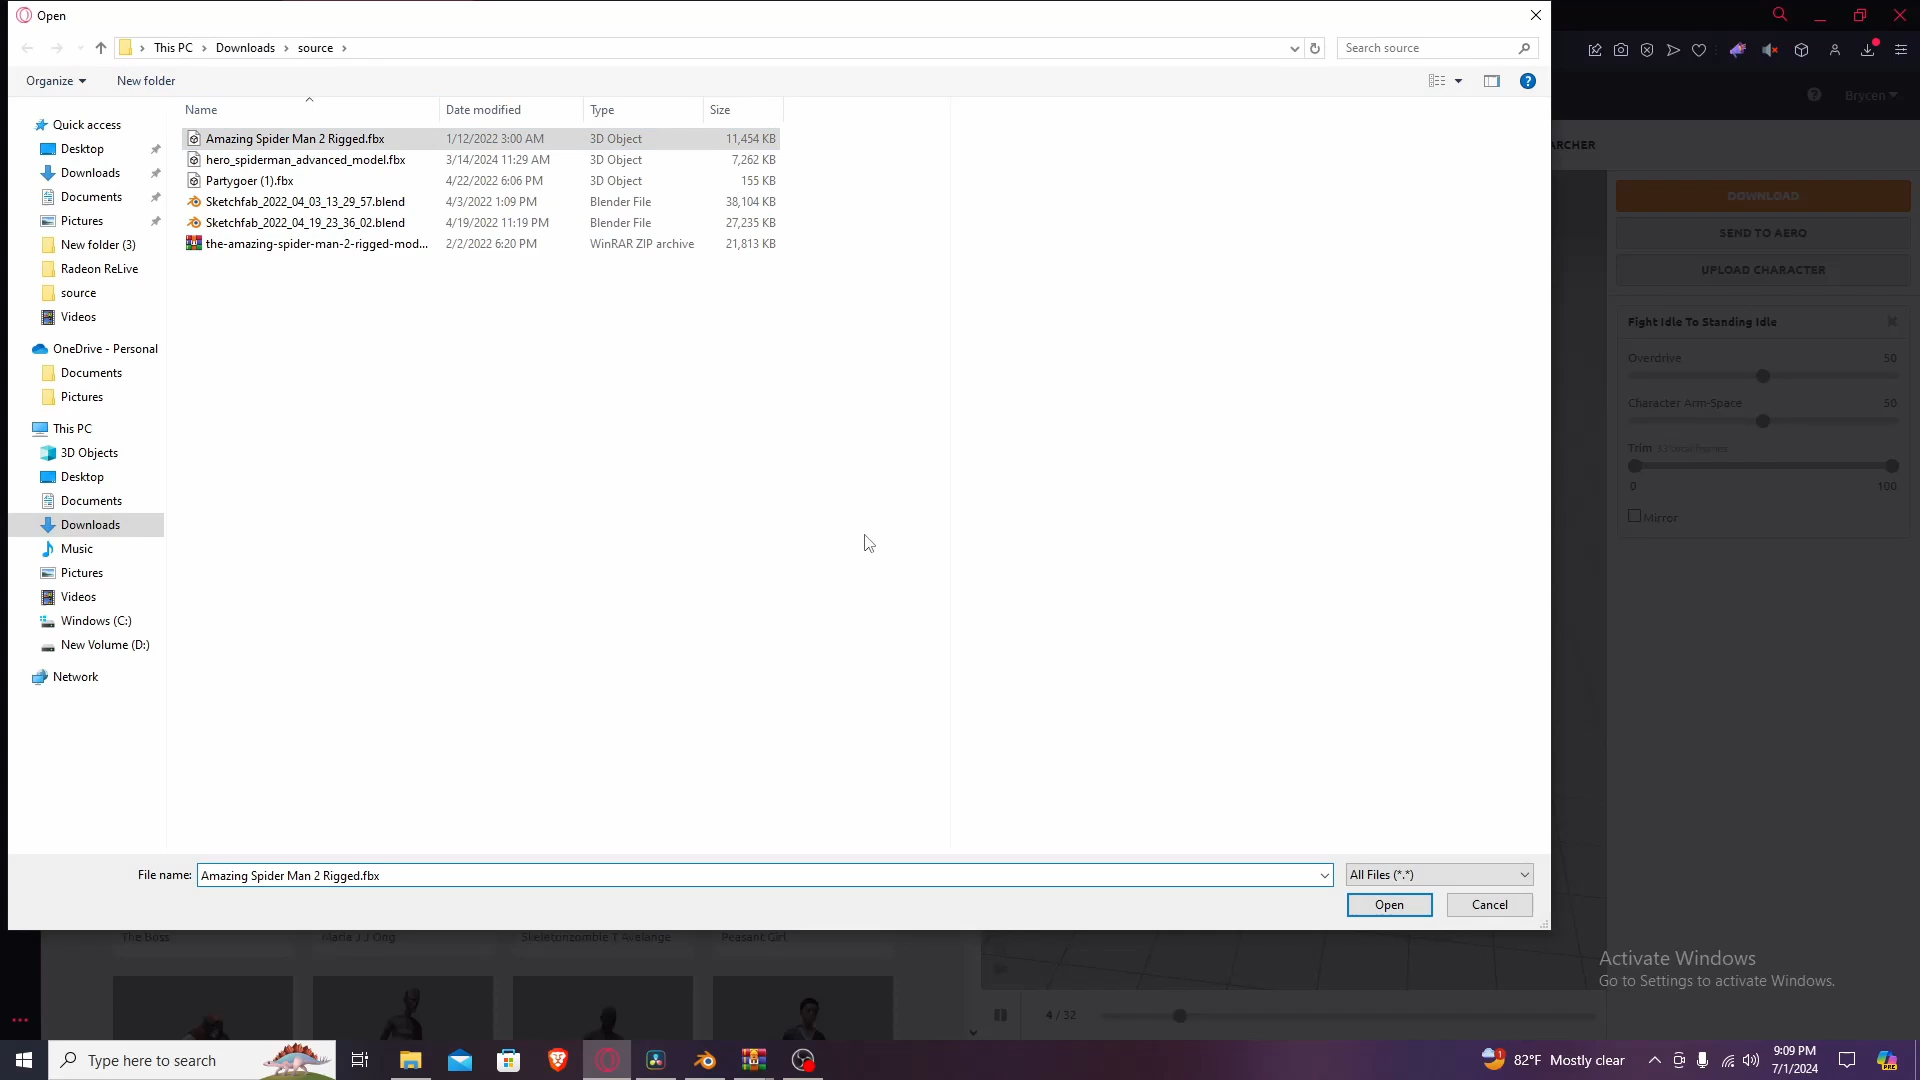 Open
This PC
Downloads
source
Search source
Organize
New folder
Name
Date modified
Type
Size
Amazing Spider Man 2 Rigged.fbx 1/12/2022 3:00 AM 3D Object 11,454 KB
hero_spiderman_advanced_model.fbx 3/14/2024 11:29 AM 3D Object 7,262 KB
Partygoer (1).fbx 4/22/2022 6:06 PM 3D Object 155 KB
Sketchfab_2022_04_03_13_29_57.blend 4/3/2022 1:09 PM Blender File 38,104 KB
Sketchfab_2022_04_19_23_36_02.blend 4/19/2022 11:19 PM Blender File 27,235 KB
the-amazing-spider-man-2-rigged-mod... 2/2/2022 6:20 PM WinRAR ZIP archive 21,813 KB
Quick access
Desktop
Downloads
Documents
Pictures
New folder (3)
Radeon ReLive
source
Videos
OneDrive - Personal
Documents
Pictures
This PC
3D Objects
Desktop
Documents
Downloads
Music
Pictures
Videos
Windows (C:)
New Volume (D:)
Network
File name: Amazing Spider Man 2 Rigged.fbx
All Files (*.*)
Open
Cancel
Brycen
ARCHER
DOWNLOAD
SEND TO AERO
UPLOAD CHARACTER
Fight Idle To Standing Idle
Overdrive 50
Character Arm-Space 50
Trim
0 100
Mirror
The Boss
Maria J J Ong
Skeletonzombie T Avelange
Peasant Girl
4 / 32
Activate Windows
Go to Settings to activate Windows.
Type here to search
82°F Mostly clear
9:09 PM
7/1/2024